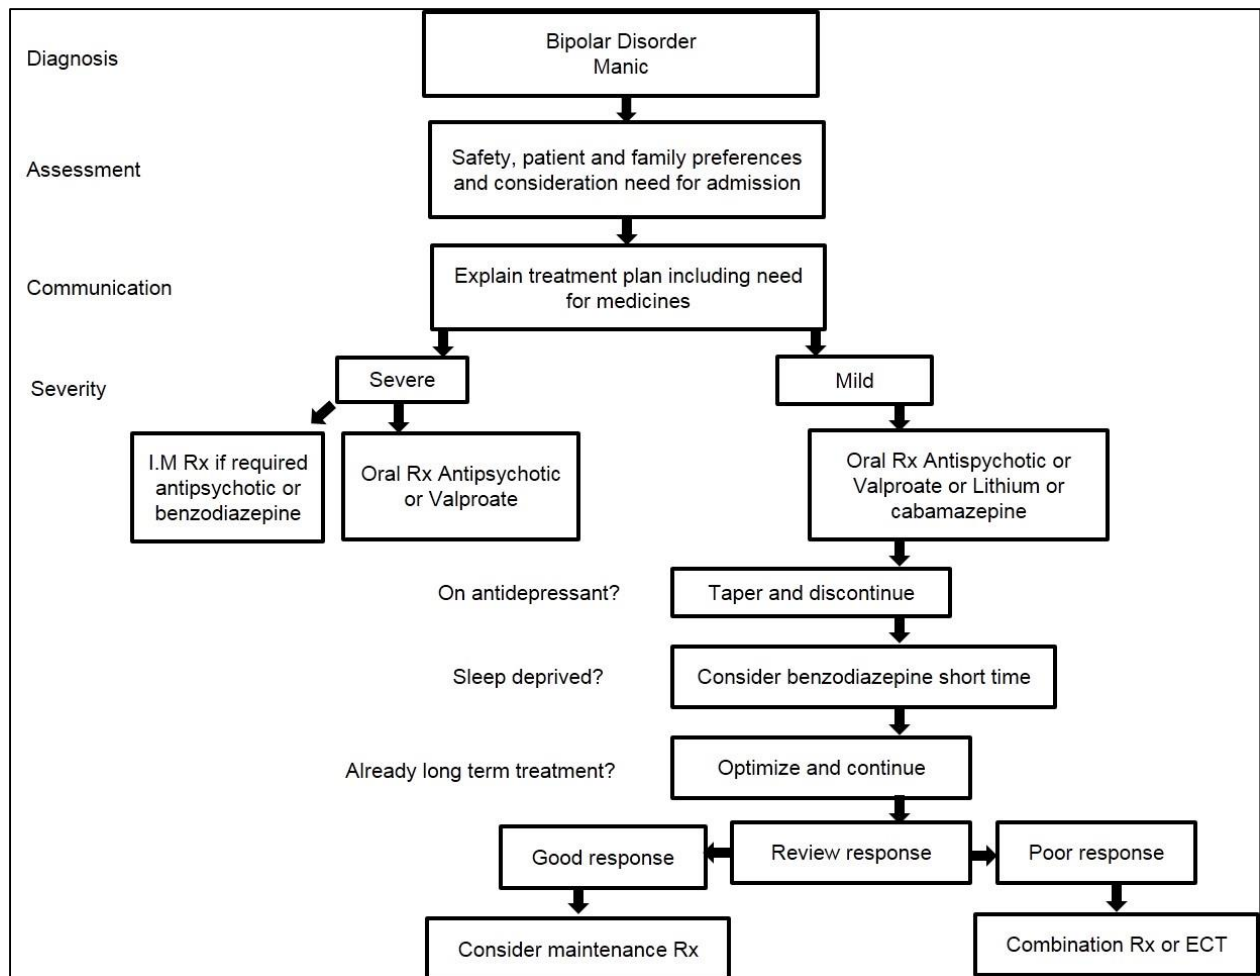 Diagnosis
Bipolar Disorder
Manic
Assessment
Safety, patient and family preferences
and consideration need for admission
Communication
Explain treatment plan including need
for medicines
Severity
Severe
Mild
I.M Rx if required
antipsychotic or
benzodiazepine
Oral Rx Antipsychotic
or Valproate
Oral Rx Antispychotic or
Valproate or Lithium or
cabamazepine
On antidepressant?
Taper and discontinue
Sleep deprived?
Consider benzodiazepine short time
Already long term treatment?
Optimize and continue
Good response
Review response
Poor response
Consider maintenance Rx
Combination Rx or ECT